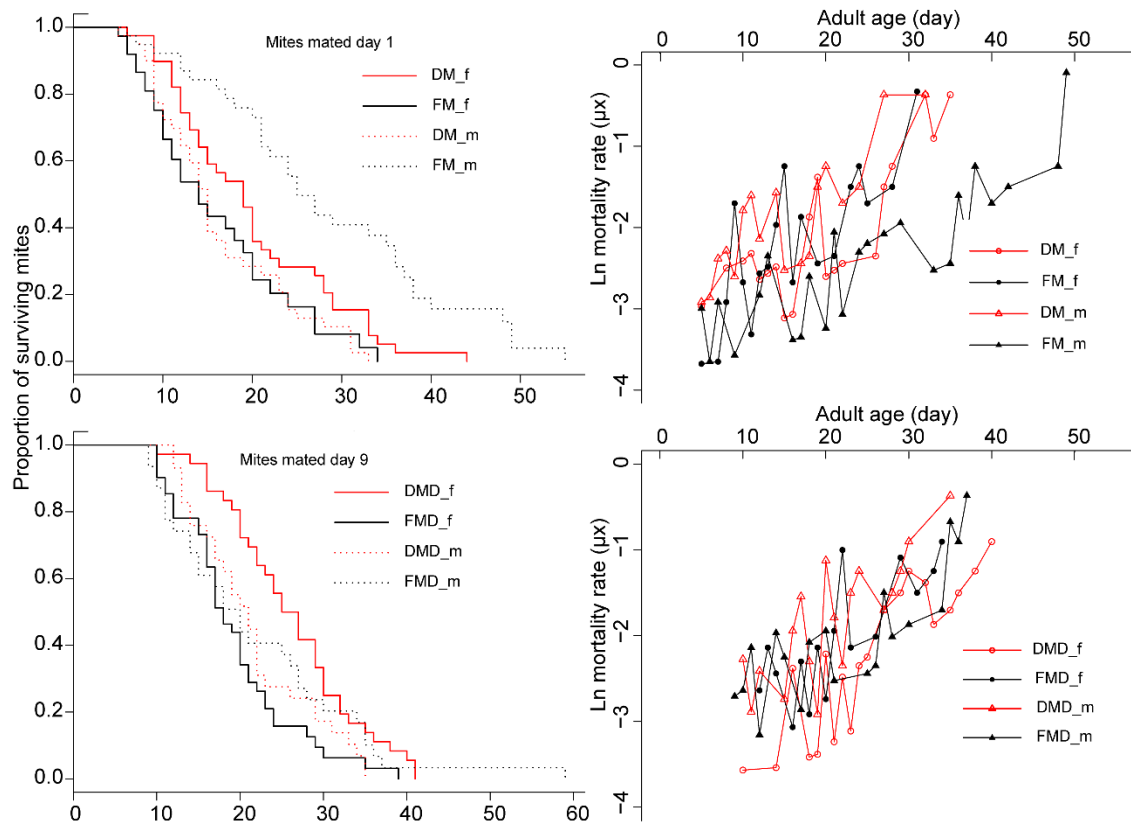 Proportion of surviving mites
1.0
0.8
0.6
0.4
0.2
0.0
Mites mated day 1
DM_f
FM_f
DM_m
FM_m
0 10 20 30 40 50
Adult age (day)
0 10 20 30 40 50
Ln mortality rate (μx)
0
−1
−2
−3
−4
DM_f
FM_f
DM_m
FM_m
1.0
0.8
0.6
0.4
0.2
0.0
Mites mated day 9
DMD_f
FMD_f
DMD_m
FMD_m
0 10 20 30 40 50 60
Adult age (day)
0 10 20 30 40 50
Ln mortality rate (μx)
0
−1
−2
−3
−4
DMD_f
FMD_f
DMD_m
FMD_m